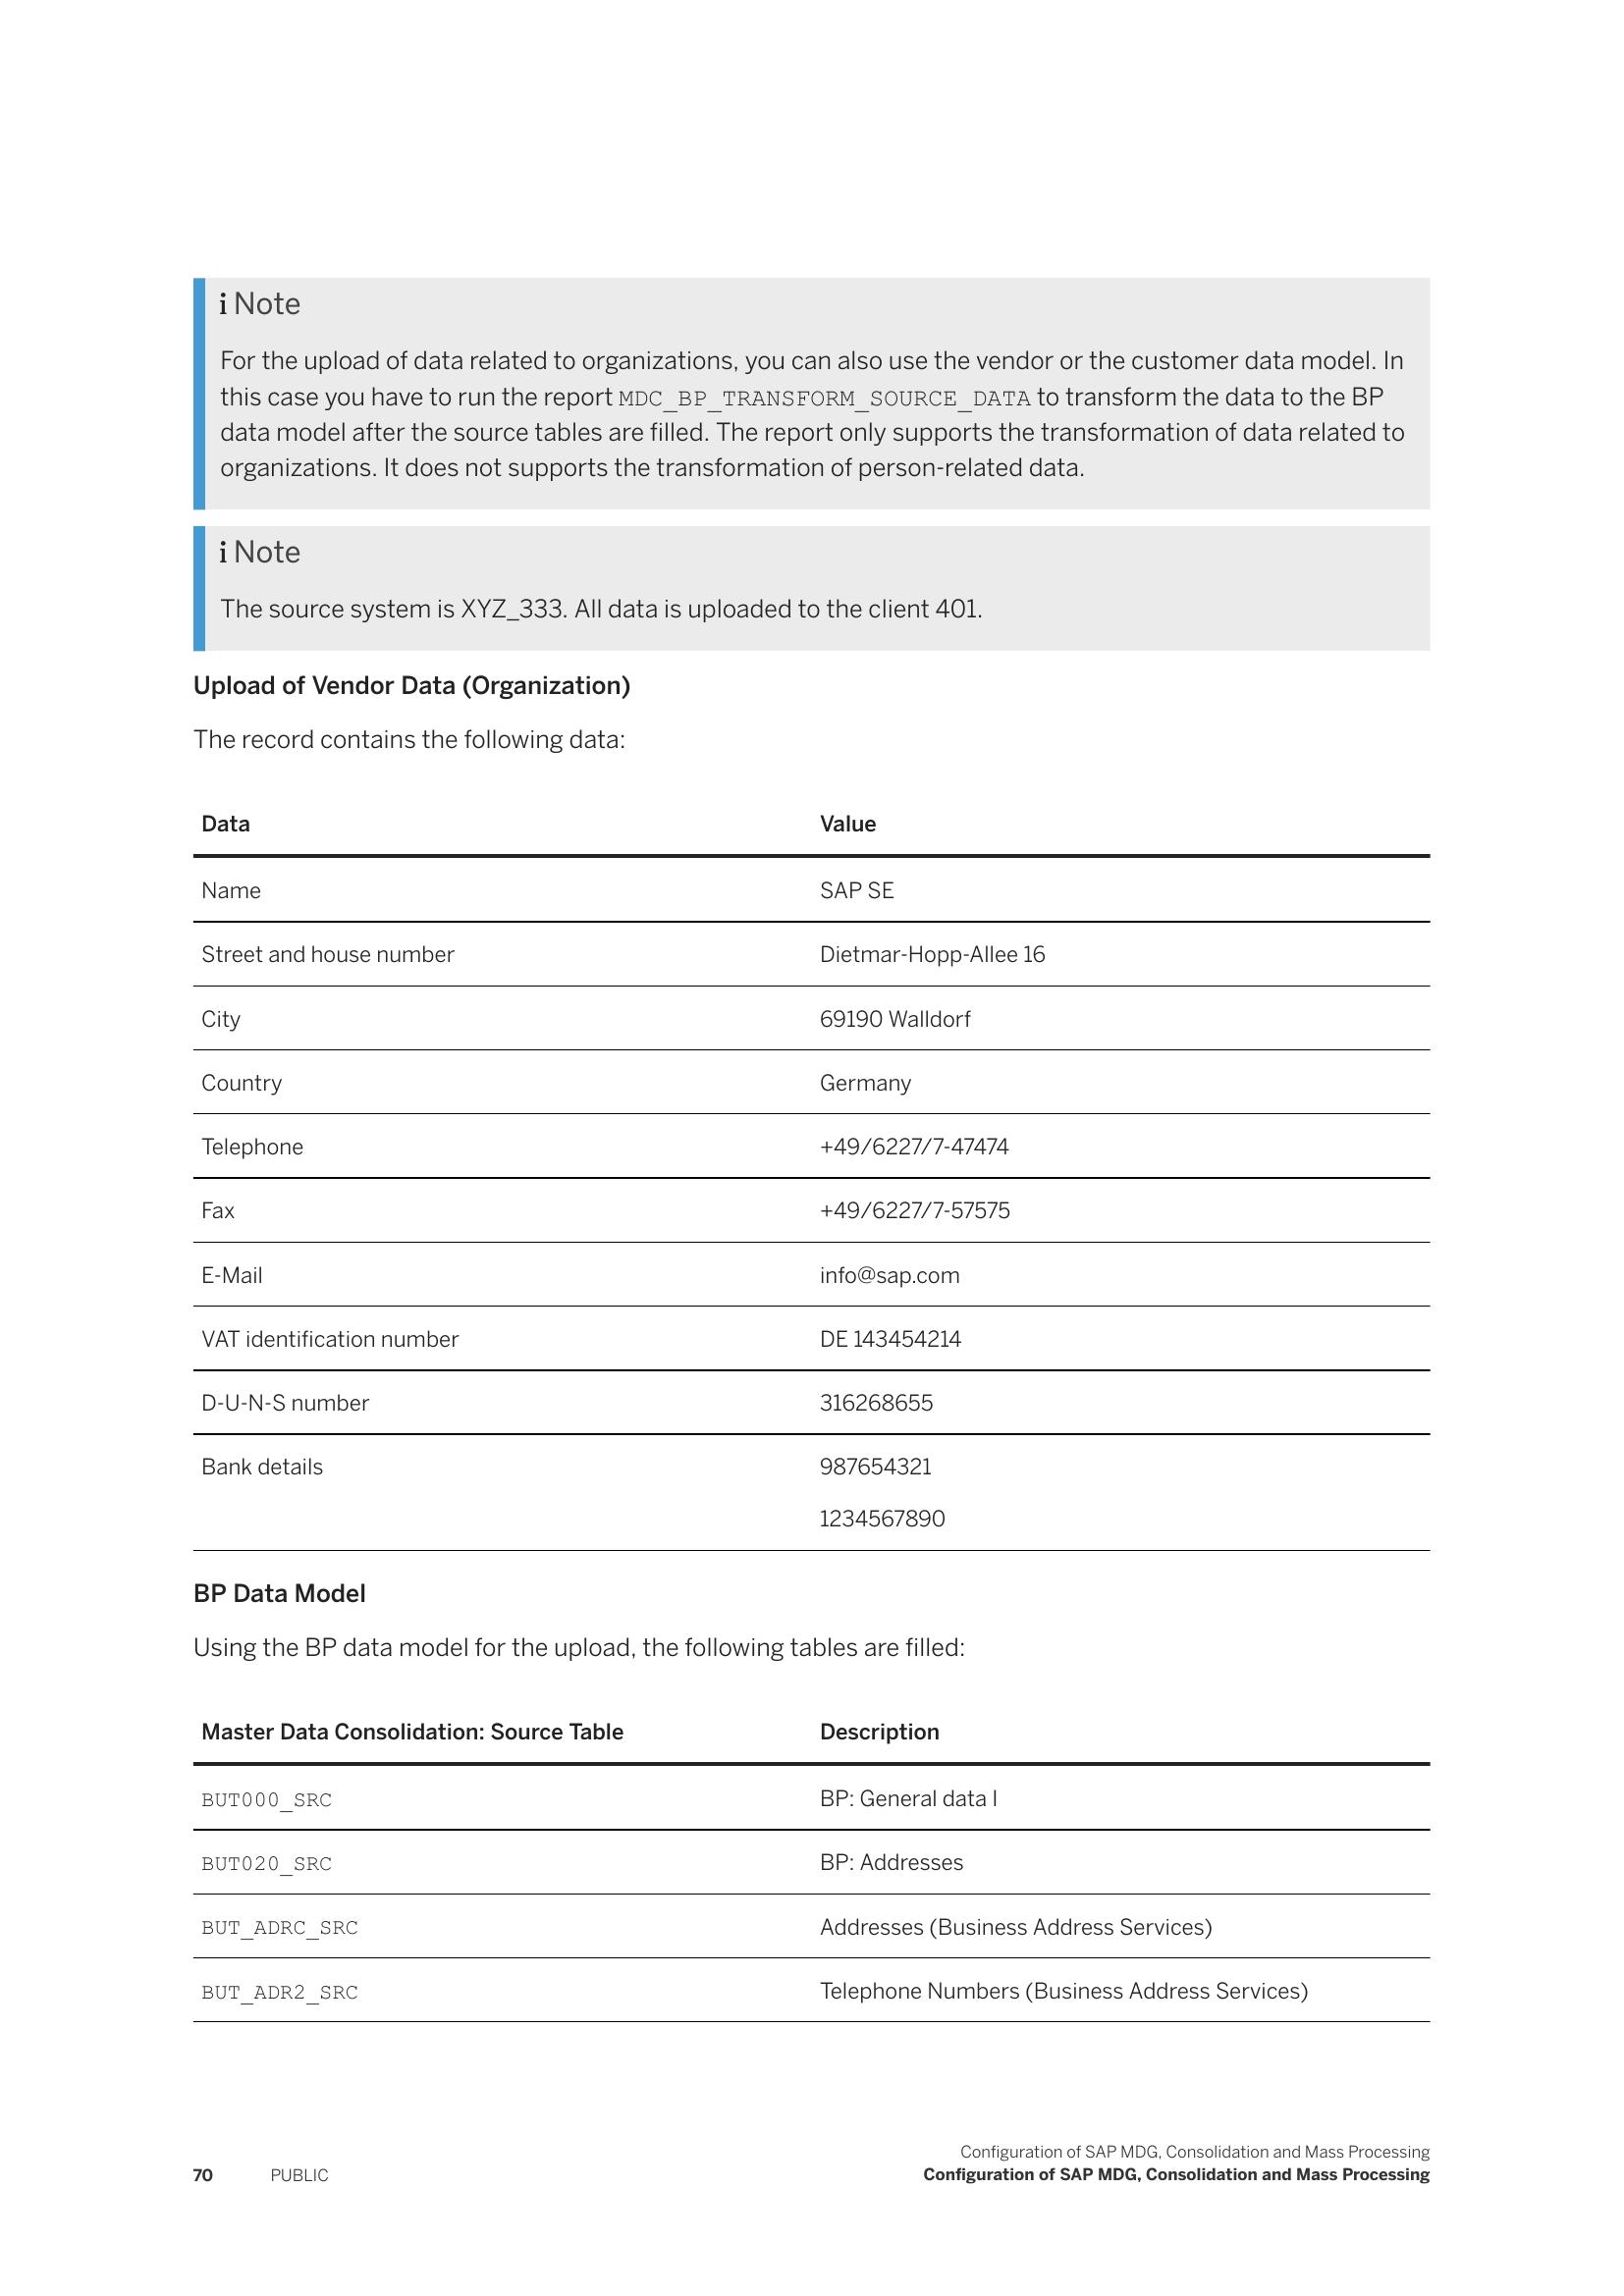 i Note
For the upload of data related to organizations, you can also use the vendor or the customer data model. In
this case you have to run the report MDC_BP_TRANSFORM_SOURCE_DATA to transform the data to the BP
data model after the source tables are filled. The report only supports the transformation of data related to
organizations. It does not supports the transformation of person-related data.
i Note
The source system is XYZ_333. All data is uploaded to the client 401.
Upload of Vendor Data (Organization)
The record contains the following data:
Data Value
Name SAP SE
Street and house number Dietmar-Hopp-Allee 16
City 69190 Walldorf
Country Germany
Telephone +49/6227/7-47474
Fax +49/6227/7-57575
E-Mail info@sap.com
VAT identification number DE 143454214
D-U-N-S number 316268655
Bank details 987654321
1234567890
BP Data Model
Using the BP data model for the upload, the following tables are filled:
Master Data Consolidation: Source Table Description
BUT000_SRC BP: General data I
BUT020_SRC BP: Addresses
BUT_ADRC_SRC Addresses (Business Address Services)
BUT_ADR2_SRC Telephone Numbers (Business Address Services)
Configuration of SAP MDG, Consolidation and Mass Processing
70 PUBLIC Configuration of SAP MDG, Consolidation and Mass Processing